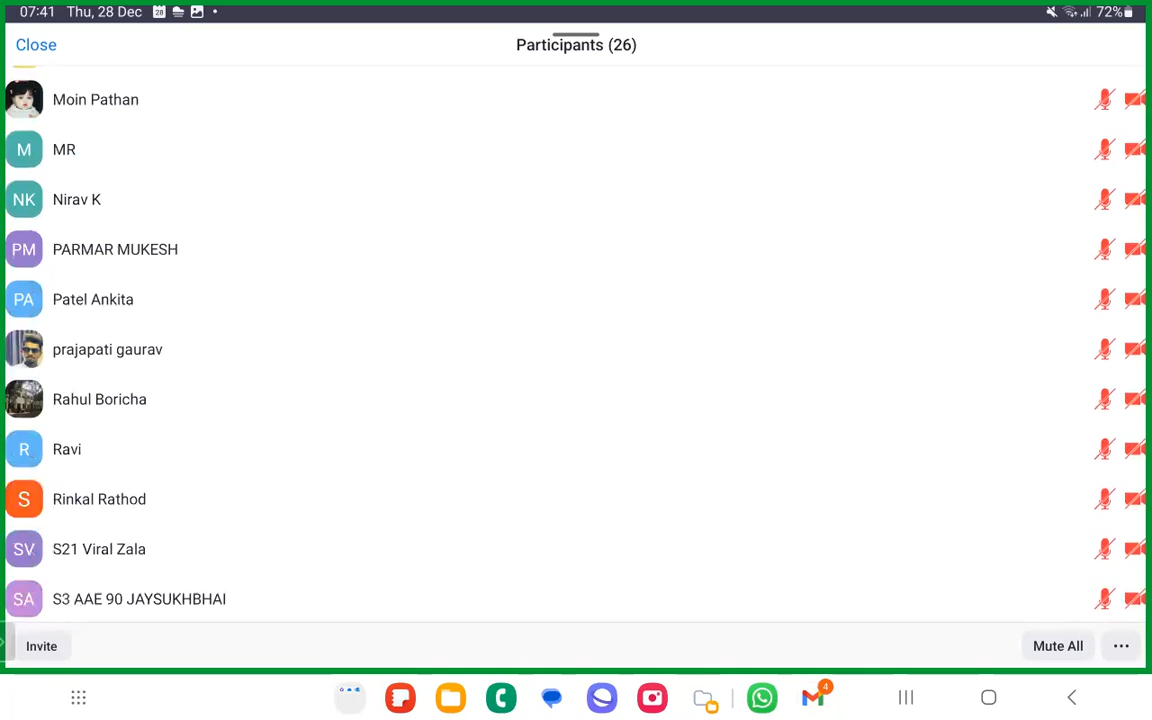 07:41 Thu, 28 Dec 28 72%
Close Participants (26)
Moin Pathan
M MR
NK Nirav K
PM PARMAR MUKESH
PA Patel Ankita
prajapati gaurav
Rahul Boricha
R Ravi
S Rinkal Rathod
SV S21 Viral Zala
SA S3 AAE 90 JAYSUKHBHAI
Invite Mute All
4